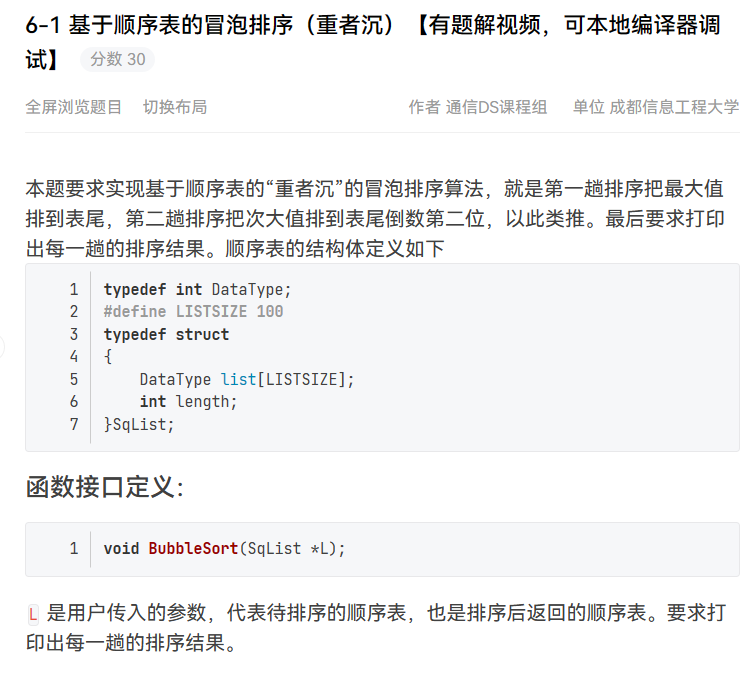 6-1 基于顺序表的冒泡排序（重者沉）【有题解视频，可本地编译器调
试】 分数 30
全屏浏览题目 切换布局 作者 通信DS课程组 单位 成都信息工程大学
本题要求实现基于顺序表的“重者沉”的冒泡排序算法，就是第一趟排序把最大值
排到表尾，第二趟排序把次大值排到表尾倒数第二位，以此类推。最后要求打印
出每一趟的排序结果。顺序表的结构体定义如下
1 typedef int DataType;
2 #define LISTSIZE 100
3 typedef struct
4 {
5 DataType list[LISTSIZE];
6 int length;
7 }SqList;
函数接口定义：
1 void BubbleSort(SqList *L);
L 是用户传入的参数，代表待排序的顺序表，也是排序后返回的顺序表。要求打
印出每一趟的排序结果。